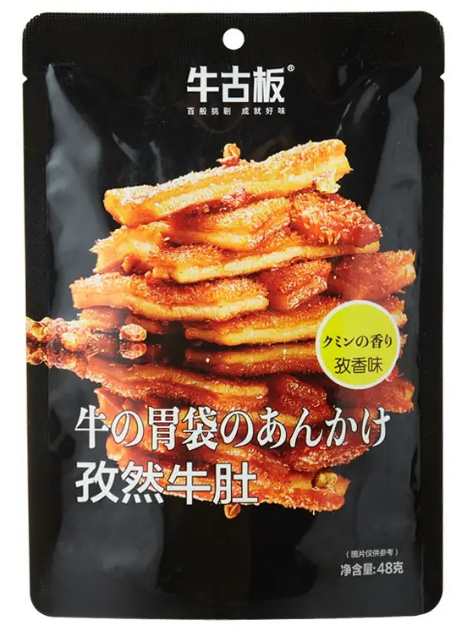 牛古板®
百般挑剔 成就好味
クミンの香り
孜香味
牛の胃袋のあんかけ
孜然牛肚
(图片仅供参考)
净含量:48克